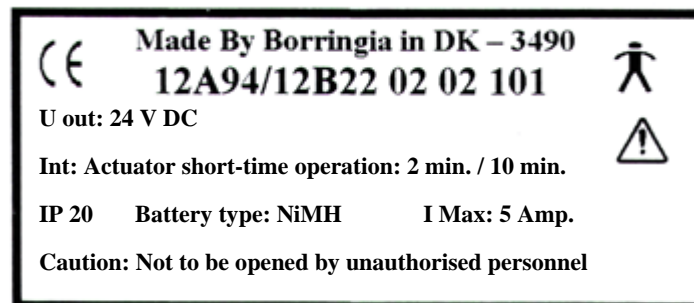 CE Made By Borringia in DK – 3490
12A94/12B22 02 02 101
U out: 24 V DC
Int: Actuator short-time operation: 2 min. / 10 min.
IP 20 Battery type: NiMH I Max: 5 Amp.
Caution: Not to be opened by unauthorised personnel